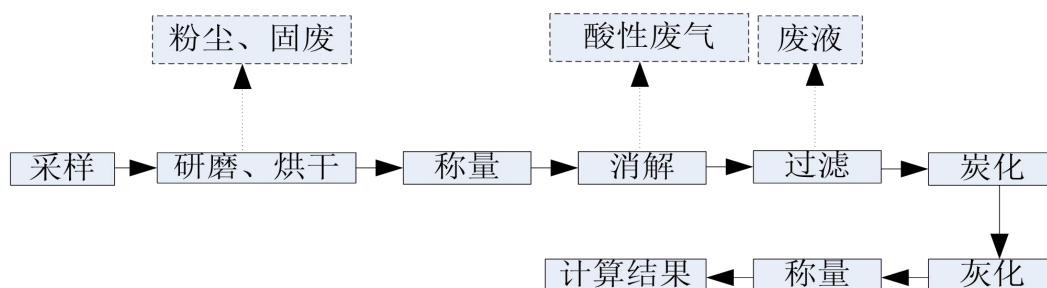 粉尘、固废
酸性废气
废液
采样
研磨、烘干
称量
消解
过滤
炭化
计算结果
称量
灰化